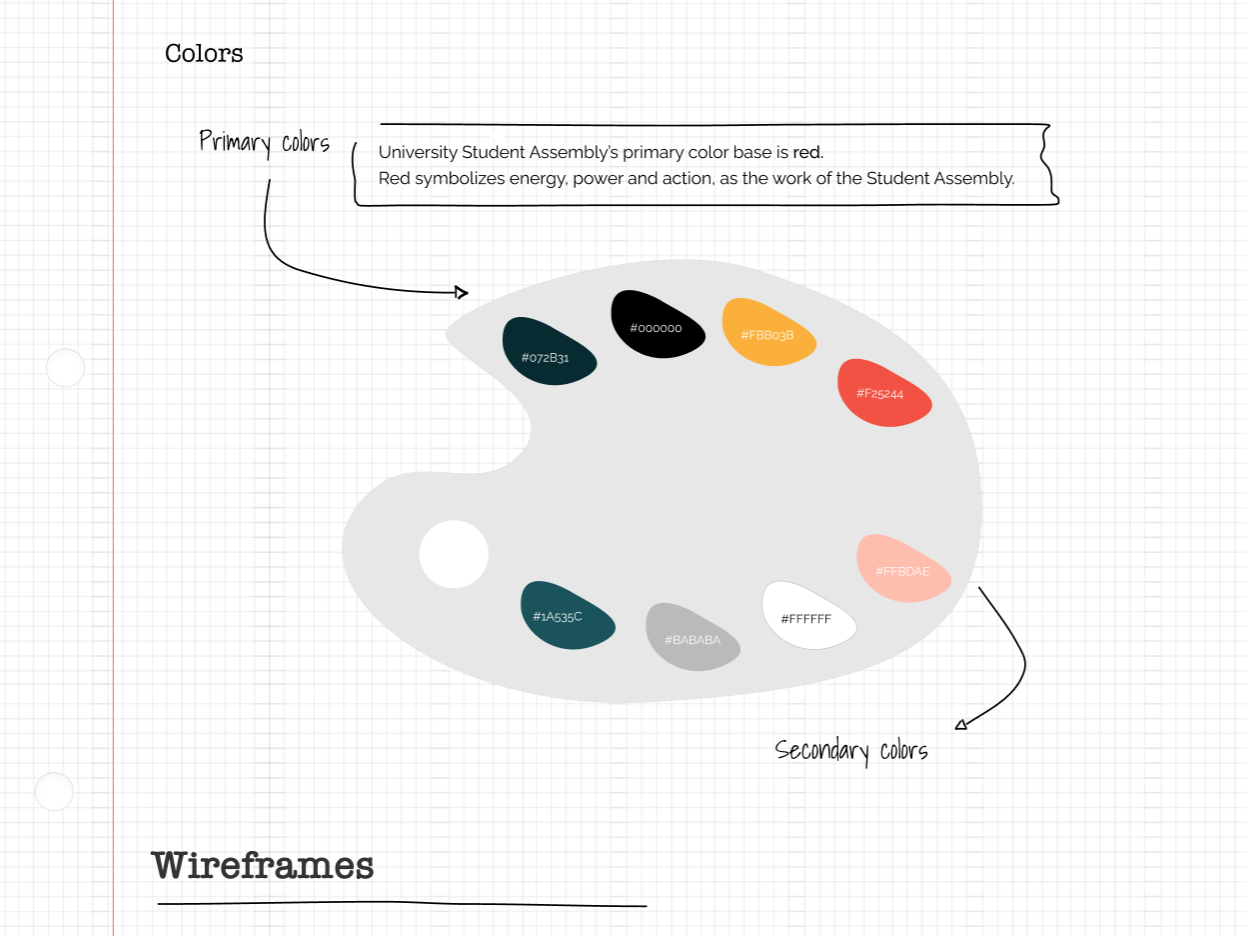 Colors
Primary colors
University Student Assembly's primary color base is red.
Red symbolizes energy, power and action, as the work of the Student Assembly.
#072B31
#000000
#FBB03B
#F25244
#FFBDAE
#1A535C
#BABABA
#FFFFFF
Secondary colors
Wireframes